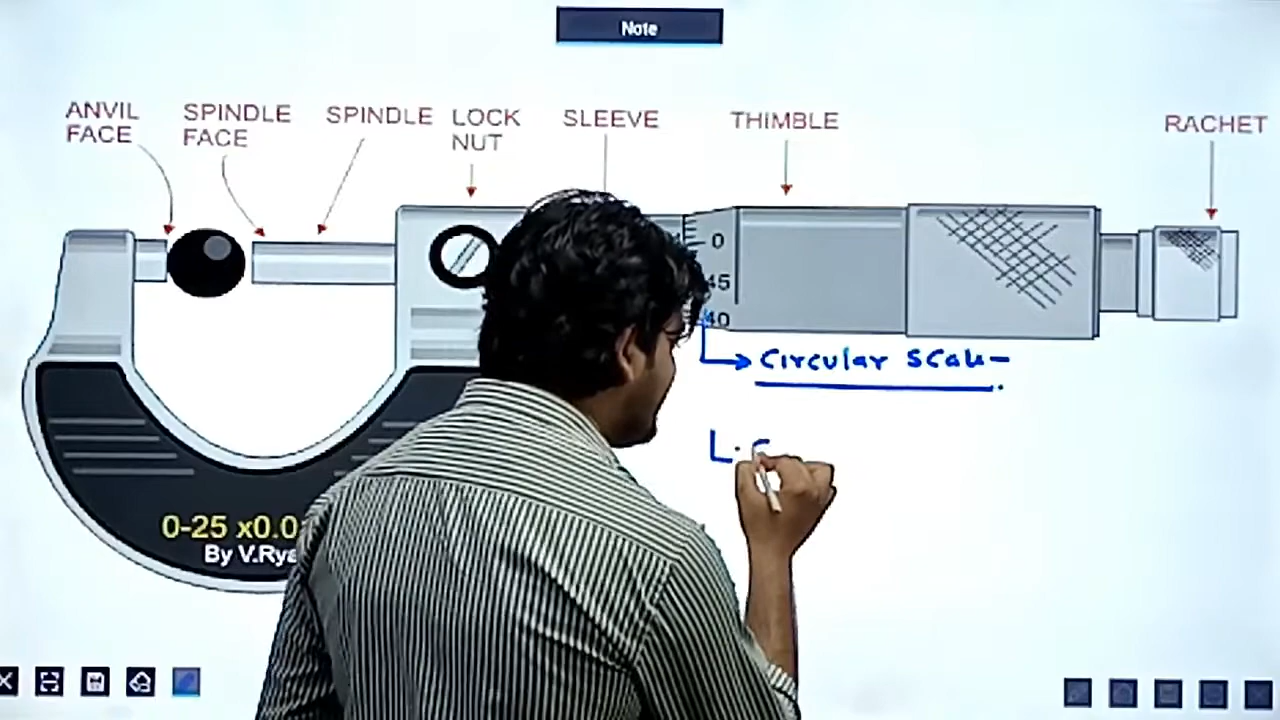 Note
ANVIL FACE
SPINDLE FACE
SPINDLE
LOCK NUT
SLEEVE
THIMBLE
RACHET
0
45
40
Circular Scale
L.C
0-25 x0.0
By V.Rya